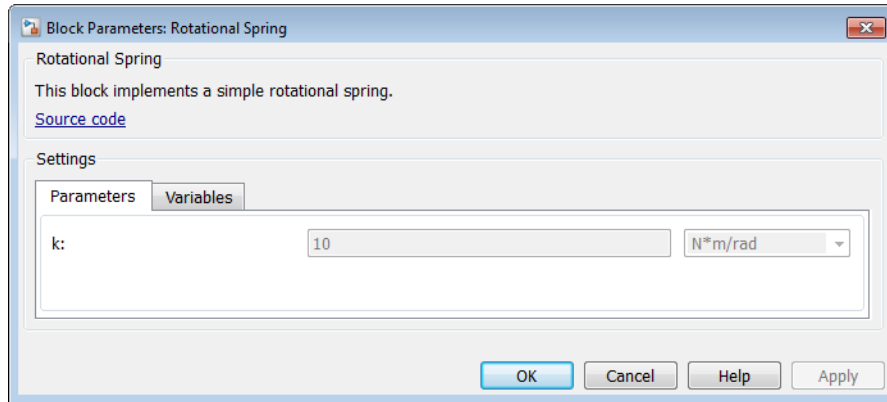 Block Parameters: Rotational Spring
Rotational Spring
This block implements a simple rotational spring.
Source code
Settings
Parameters Variables
k: 10 N*m/rad
OK Cancel Help Apply